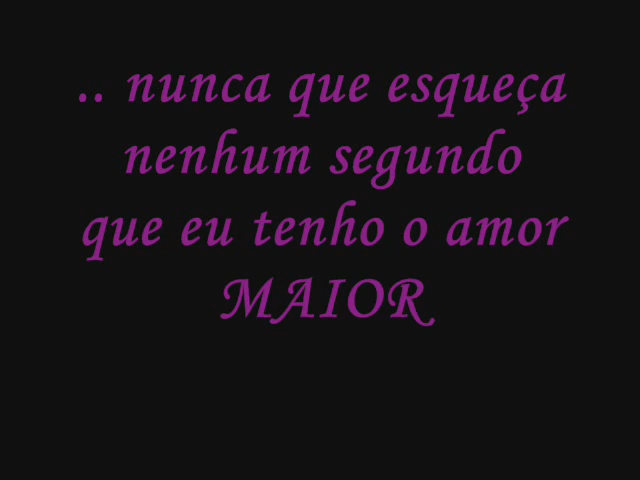 .. nunca que esqueça
nenhum segundo
que eu tenho o amor
MAIOR